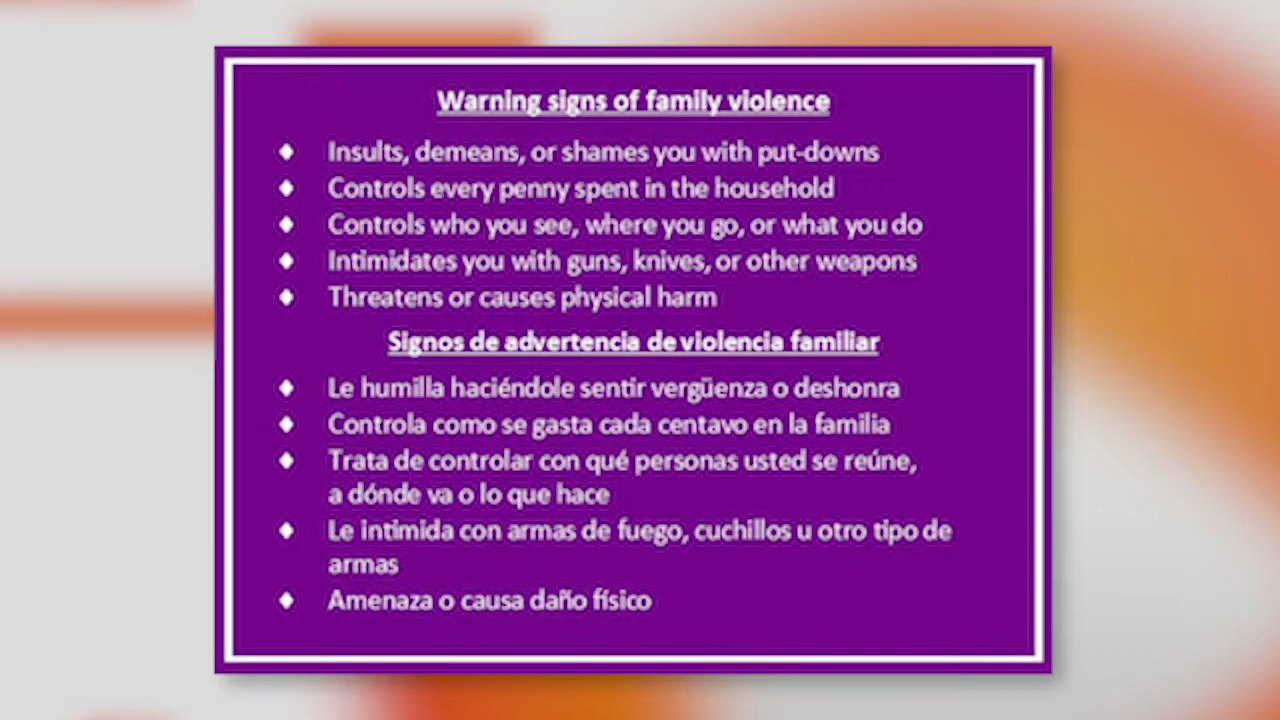 Warning signs of family violence
Insults, demeans, or shames you with put-downs
Controls every penny spent in the household
Controls who you see, where you go, or what you do
Intimidates you with guns, knives, or other weapons
Threatens or causes physical harm
Signos de advertencia de violencia familiar
Le humilla haciéndole sentir vergüenza o deshonra
Controla como se gasta cada centavo en la familia
Trata de controlar con qué personas usted se reúne,
a dónde va o lo que hace
Le intimida con armas de fuego, cuchillos u otro tipo de
armas
Amenaza o causa daño físico